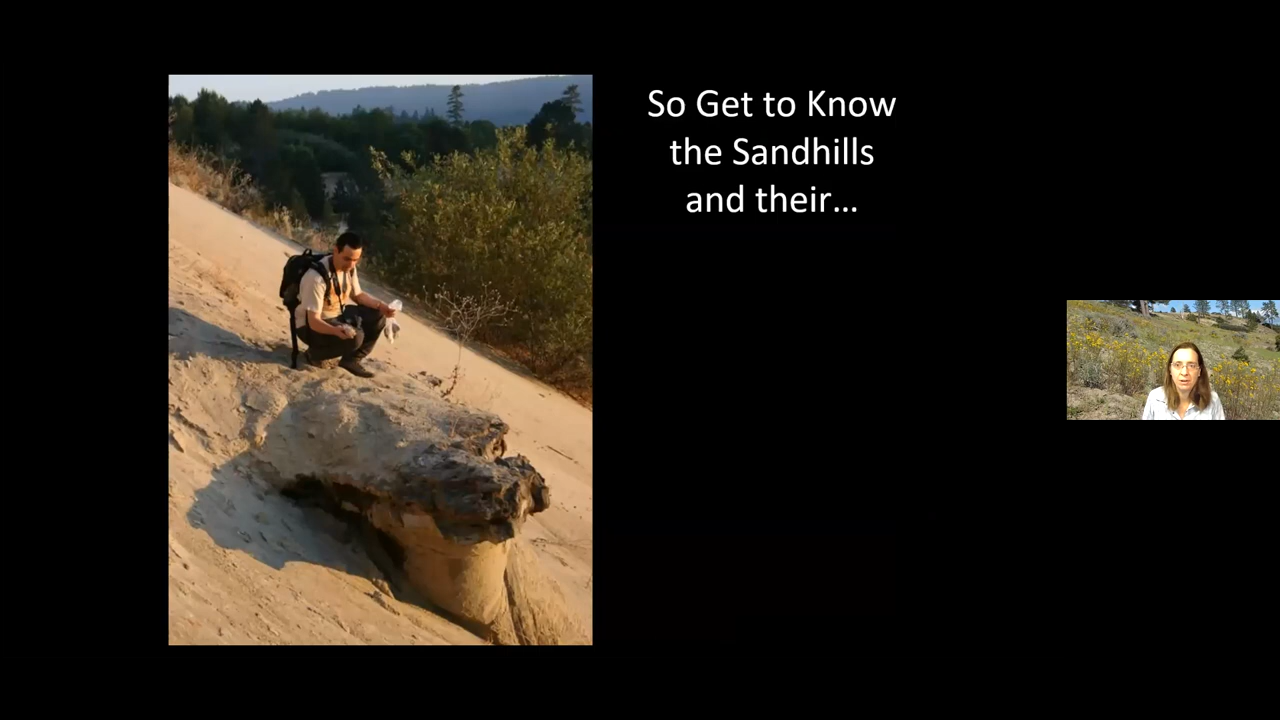 So Get to Know
the Sandhills
and their…